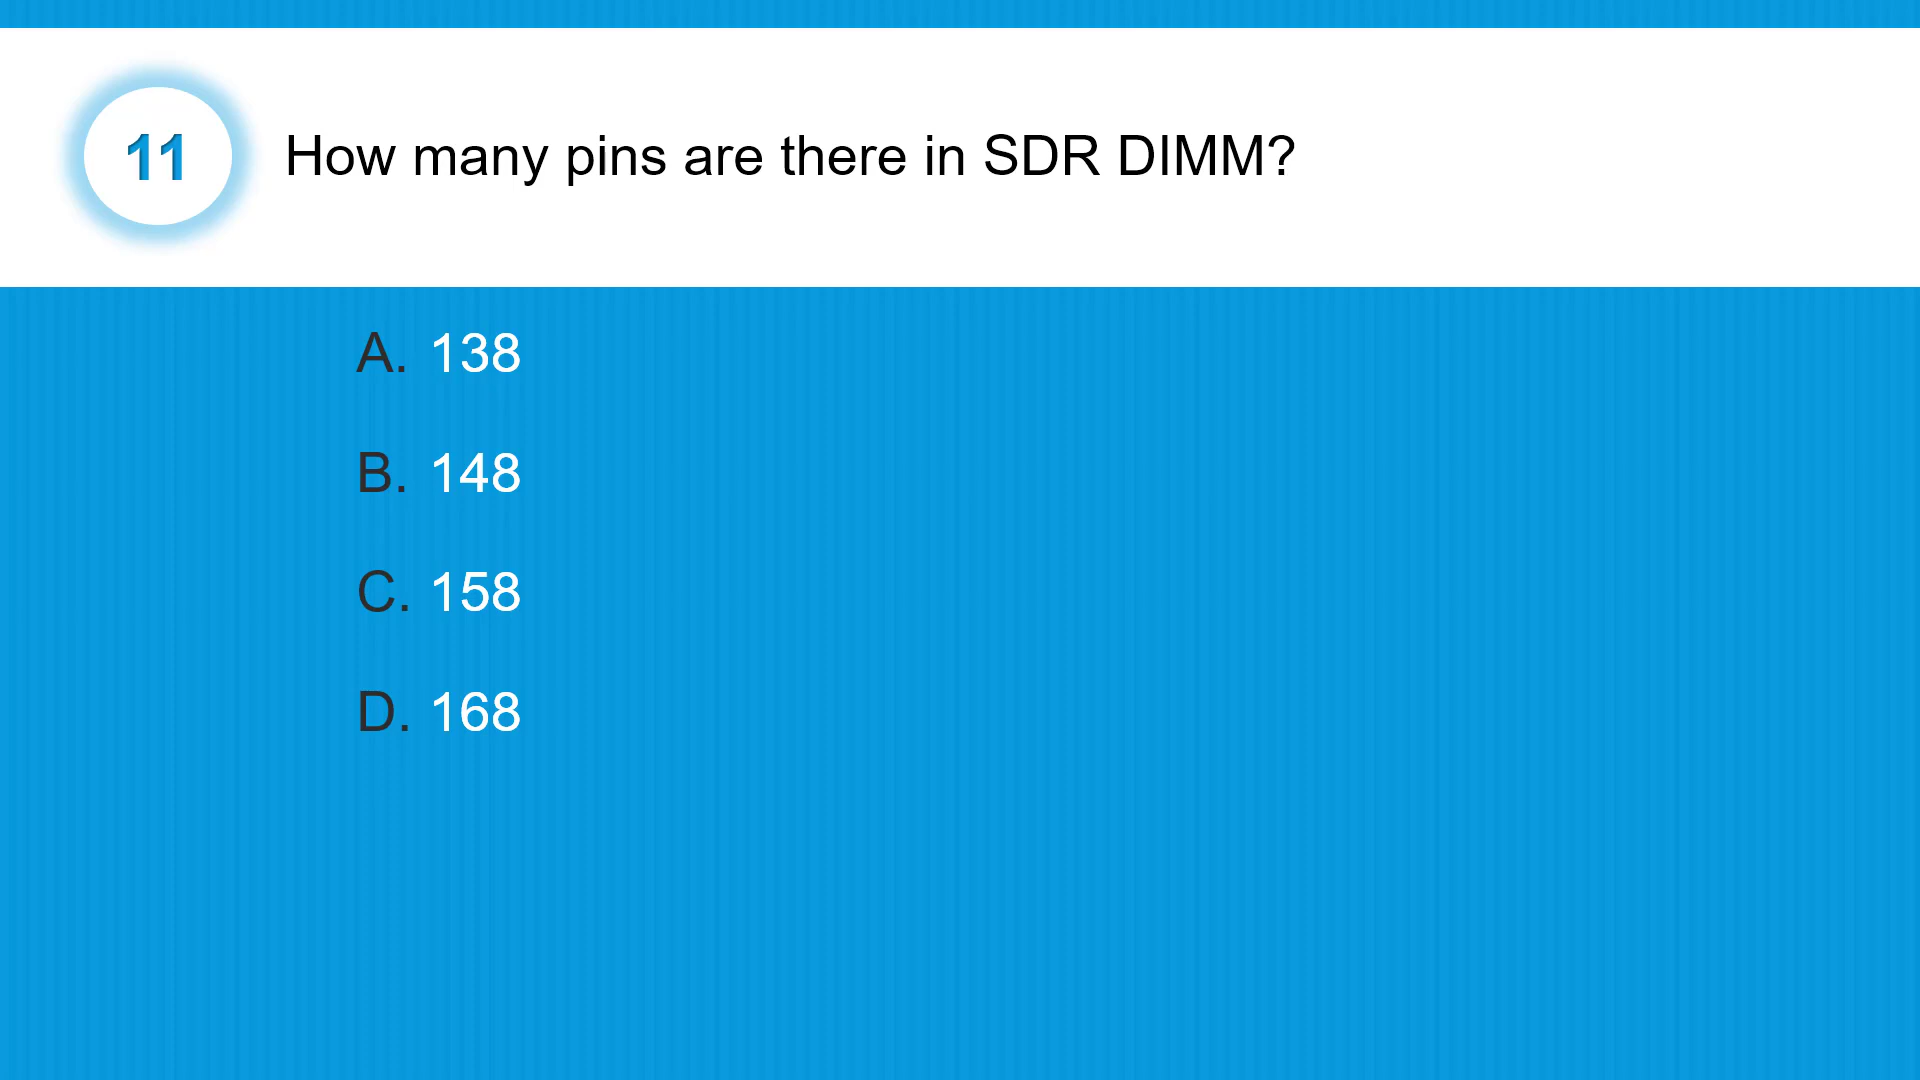 11
How many pins are there in SDR DIMM?
A. 138
B. 148
C. 158
D. 168